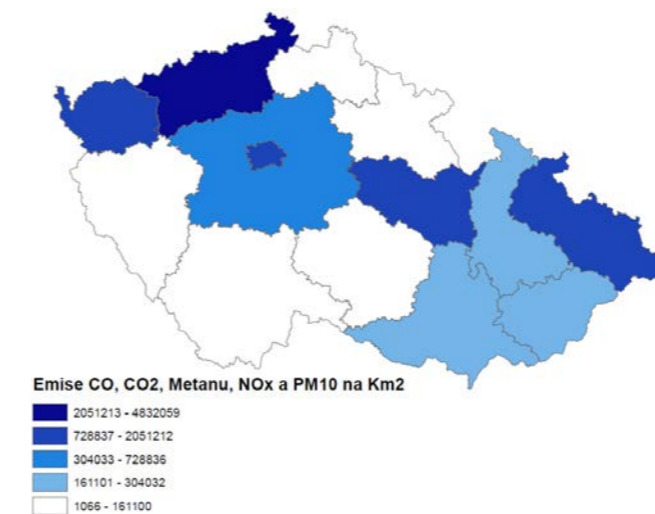 Emise CO, CO2, Metanu, NOx a PM10 na Km2
2051213 - 4832059
728837 - 2051212
304033 - 728836
161101 - 304032
1066 - 161100